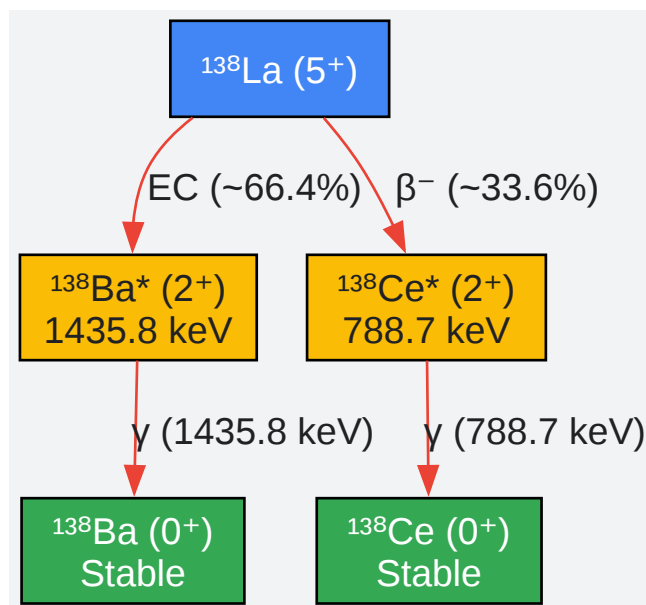 ¹³⁸La (5⁺)
EC (~66.4%)
β⁻ (~33.6%)
¹³⁸Ba* (2⁺)
1435.8 keV
¹³⁸Ce* (2⁺)
788.7 keV
γ (1435.8 keV)
γ (788.7 keV)
¹³⁸Ba (0⁺)
Stable
¹³⁸Ce (0⁺)
Stable